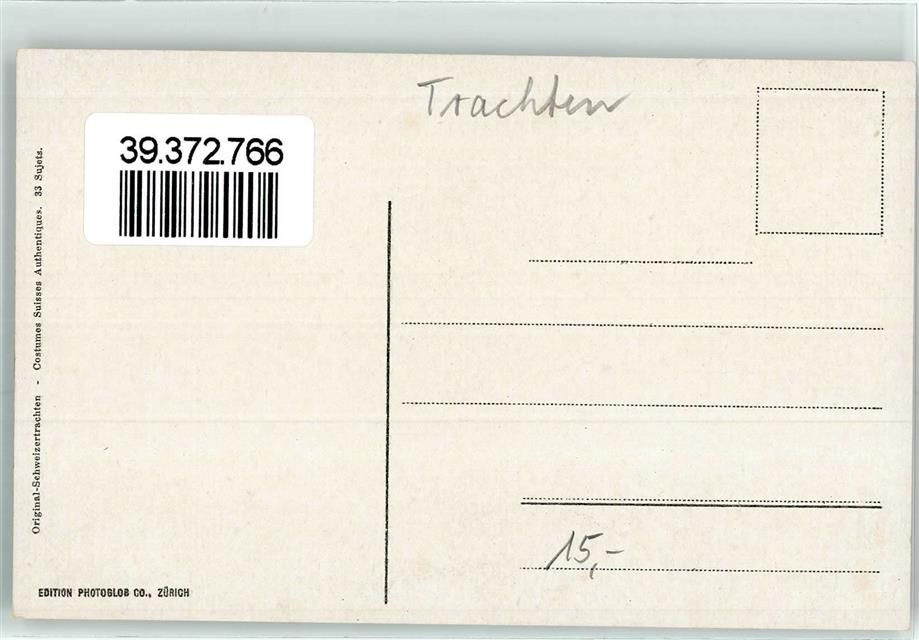 Trachten
39.372.766
Original-Schweizertrachten - Costumes Suisses Authentiques. 33 Sujets.
15,-
EDITION PHOTOGLOB CO., ZÜRICH